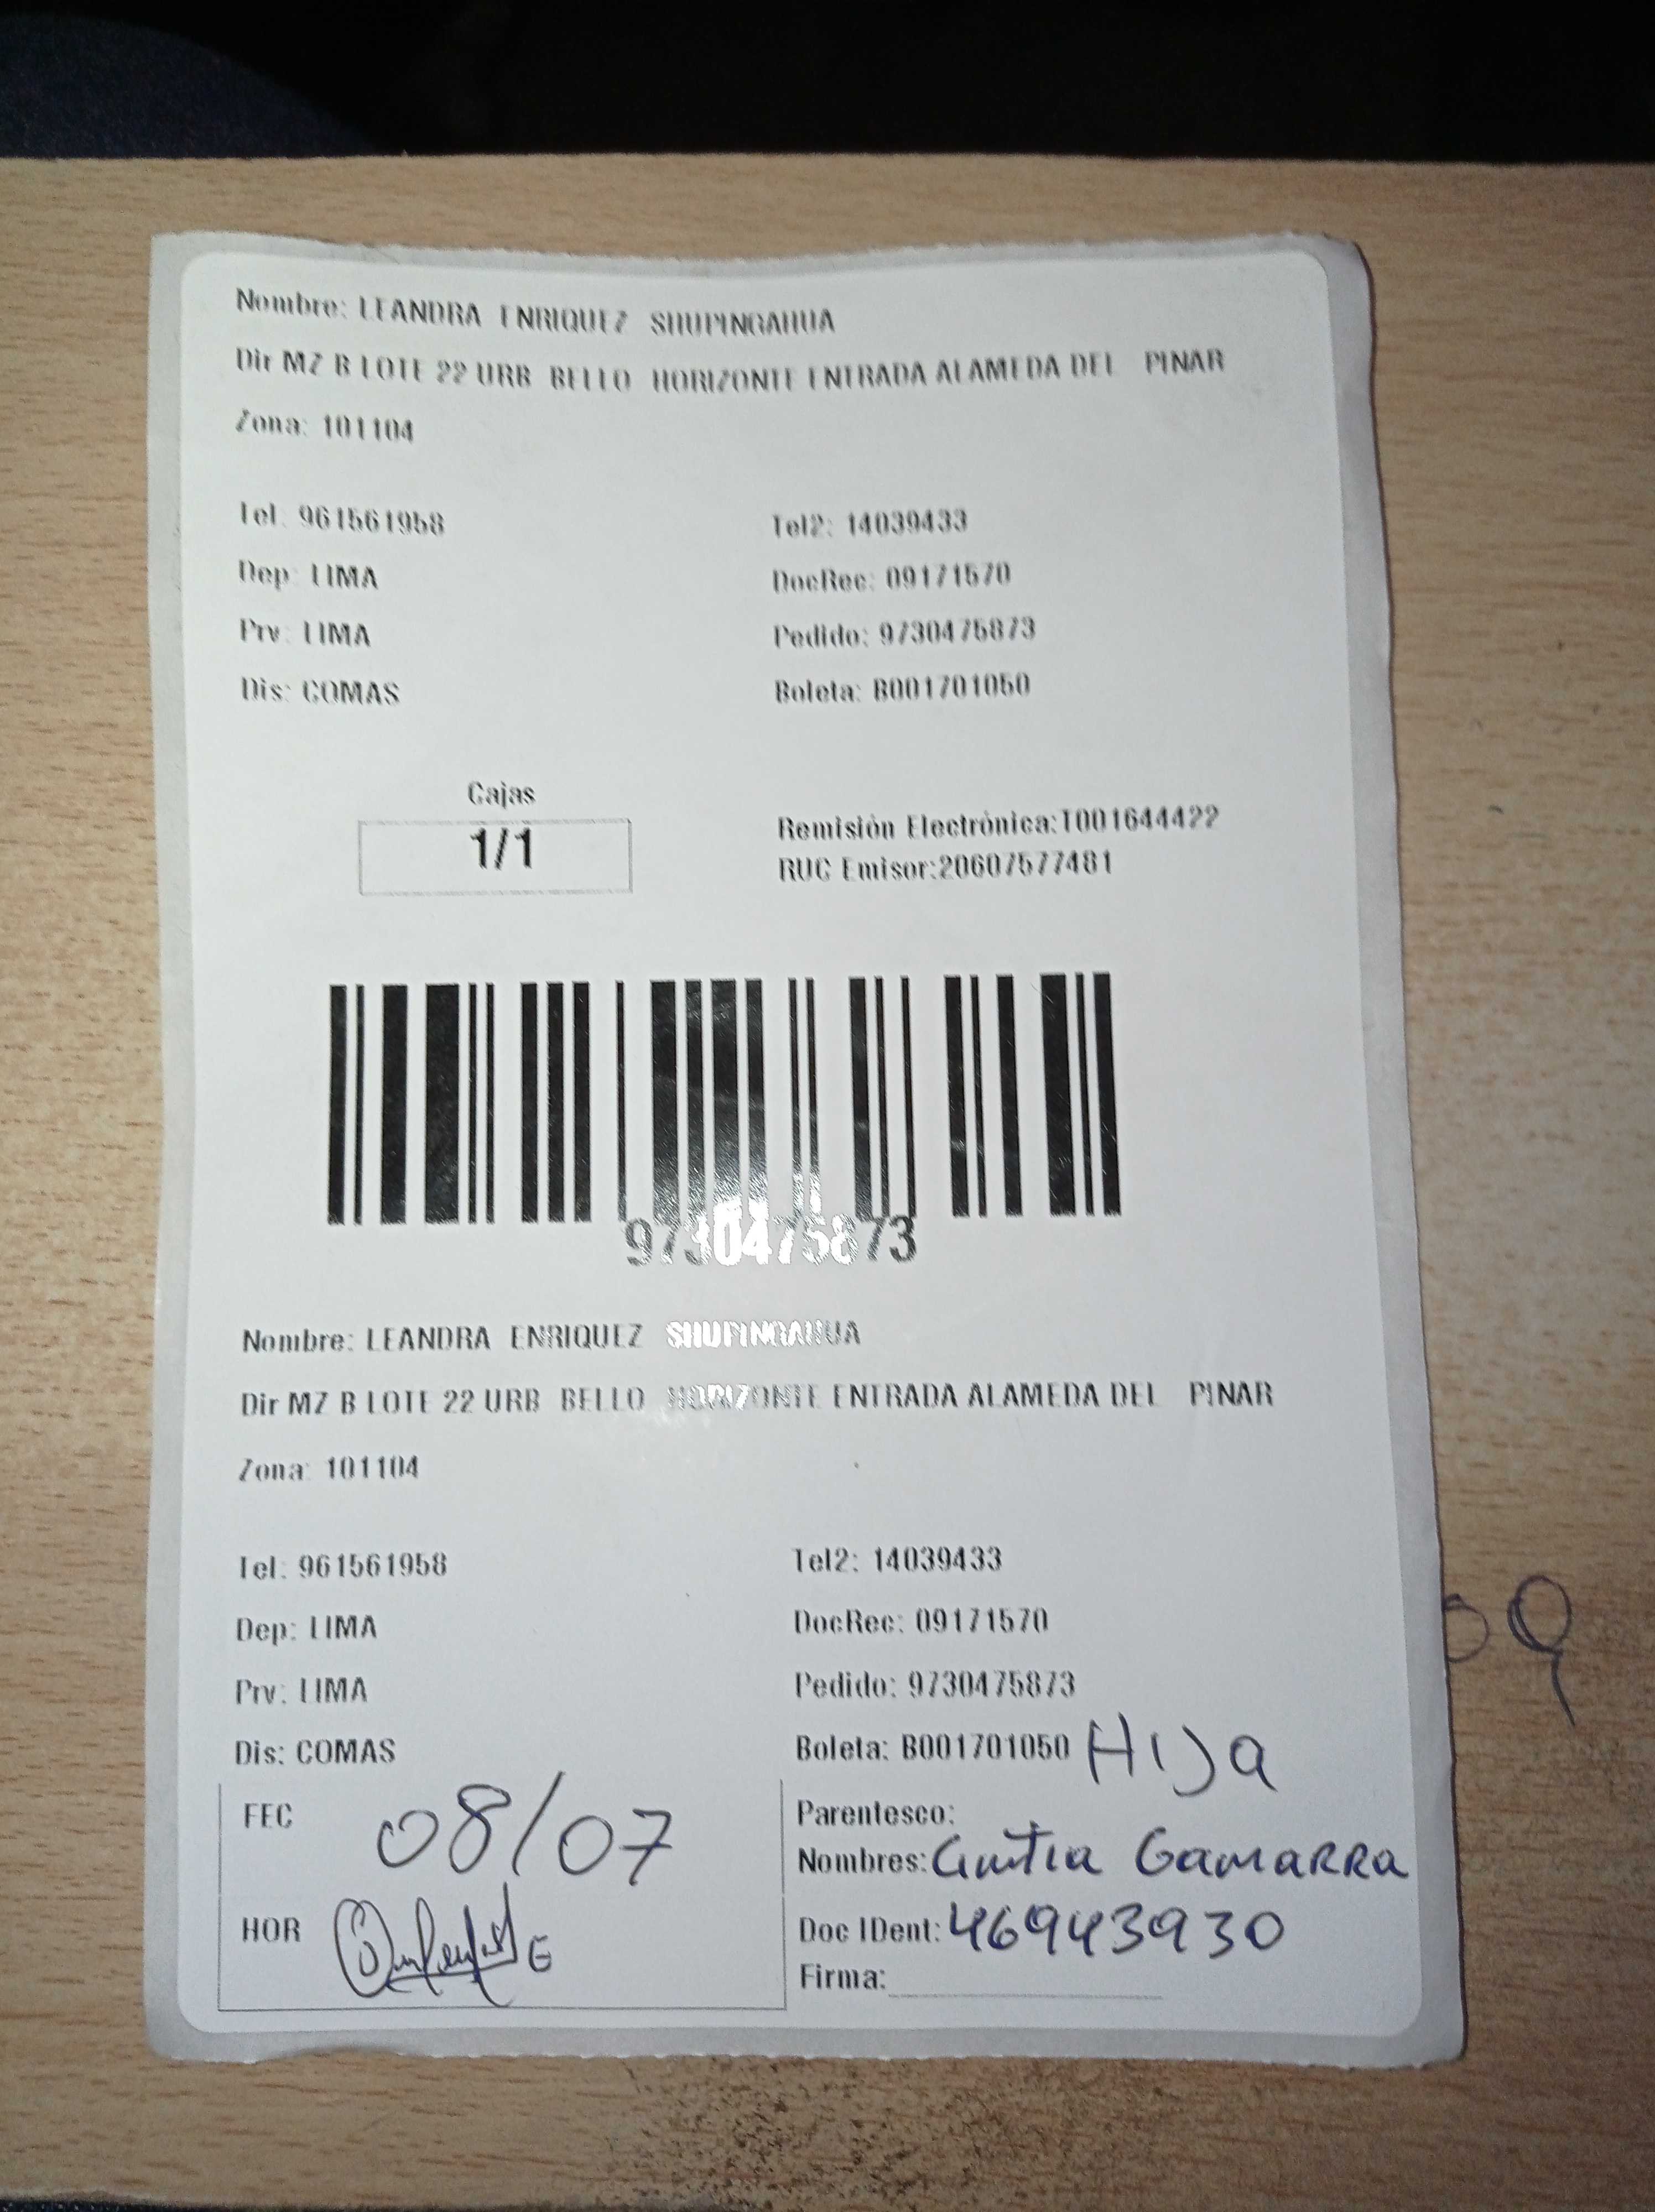 Nombre: LEANDRA ENRIQUEZ SHUPINGAHUA
Dir MZ B LOTE 22 URB BELLO HORIZONTE ENTRADA ALAMEDA DEL PINAR
Zona: 101104
Tel: 961561958 Tel2: 14039433
Dep: LIMA DocRec: 09171570
Prv: LIMA Pedido: 9730475873
Dis: COMAS Boleta: B001701050
Cajas
1/1
Remisión Electrónica:T001644422
RUC Emisor:20607577481
9730475873
Nombre: LEANDRA ENRIQUEZ SHUPINGAHUA
Dir MZ B LOTE 22 URB BELLO HORIZONTE ENTRADA ALAMEDA DEL PINAR
Zona: 101104
Tel: 961561958 Tel2: 14039433
Dep: LIMA DocRec: 09171570
Prv: LIMA Pedido: 9730475873
Dis: COMAS Boleta: B001701050
HIJa
FEC 08/07 Parentesco:
Nombres: Cintia Gamarra
HOR Doc IDent: 46943930
Firma: